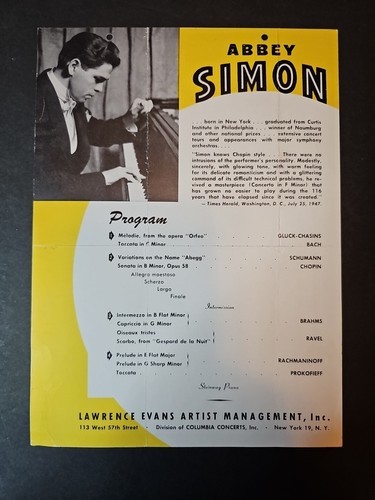 ABBEY
SIMON
. . . born in New York . . . graduated from Curtis
Institute in Philadelphia . . . winner of Naumburg
and other national prizes . . . extensive concert
tours and appearances with major symphony
orchestras. . . .
"Simon knows Chopin style . . . There were no
intrusions of the performer's personality. Modestly,
sincerely, with glowing tone, with warm feeling
for its delicate romanticism and with a glittering
command of its difficult technical problems, he re-
vived a masterpiece (Concerto in F Minor) that
has grown no easier to play during the 116
years that have elapsed since it was created."
— Times Herald, Washington, D. C., July 25, 1947.
Program
1 Melodie, from the opera "Orfeo" GLUCK-CHASINS
Toccata in C Minor BACH
2 Variations on the Name "Abegg" SCHUMANN
Sonata in B Minor, Opus 58 CHOPIN
Allegro maestoso
Scherzo
Largo
Finale
Intermission
3 Intermezzo in B Flat Minor
Capriccio in G Minor BRAHMS
Oiseaux tristes
Scarbo, from "Gaspard de la Nuit" RAVEL
4 Prelude in E Flat Major
Prelude in G Sharp Minor RACHMANINOFF
Toccata PROKOFIEFF
Steinway Piano
LAWRENCE EVANS ARTIST MANAGEMENT, Inc.
113 West 57th Street - Division of COLUMBIA CONCERTS, Inc. - New York 19, N. Y.